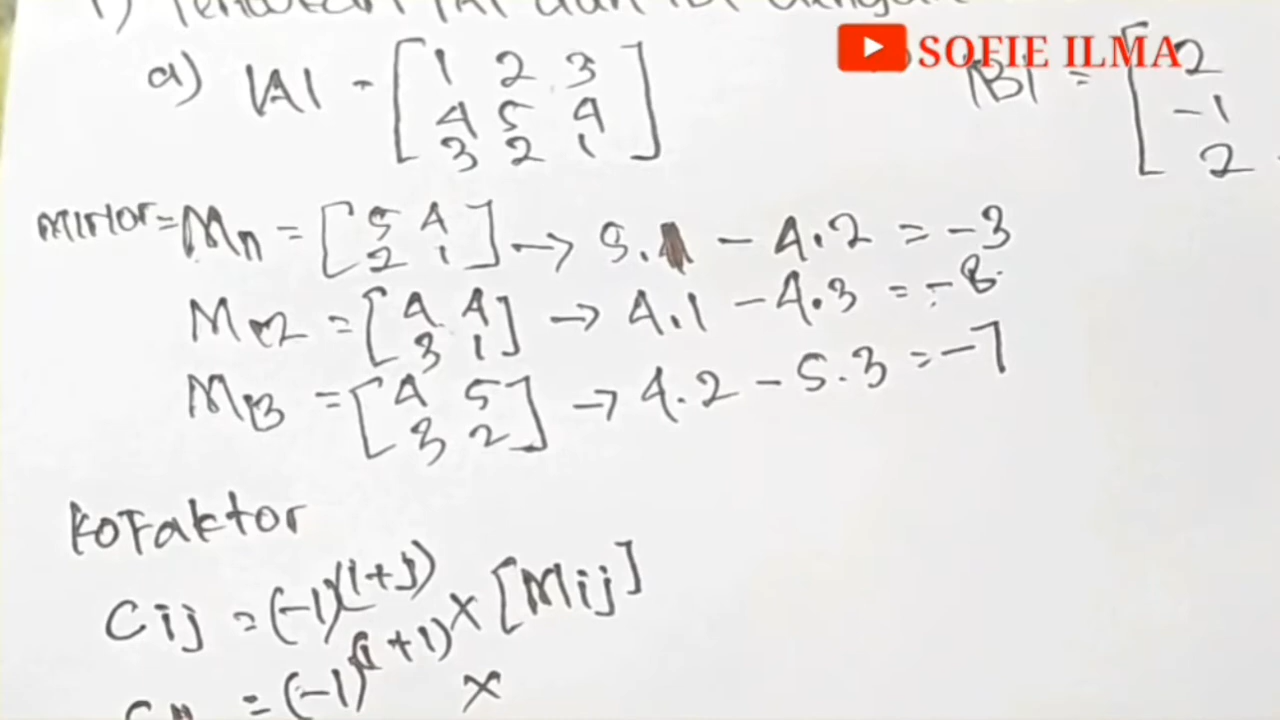 a) |A| = [1 2 3
4 5 4
3 2 1]
SOFIE ILMA
|B| = [2
-1
2
Minor = M11 = [5 4
2 1] → 5.1 - 4.2 = -3
M12 = [4 4
3 1] → 4.1 - 4.3 = -8
M13 = [4 5
3 2] → 4.2 - 5.3 = -7
Kofaktor
Cij = (-1)^(i+j) × [Mij]
C11 = (-1)^(1+1) ×